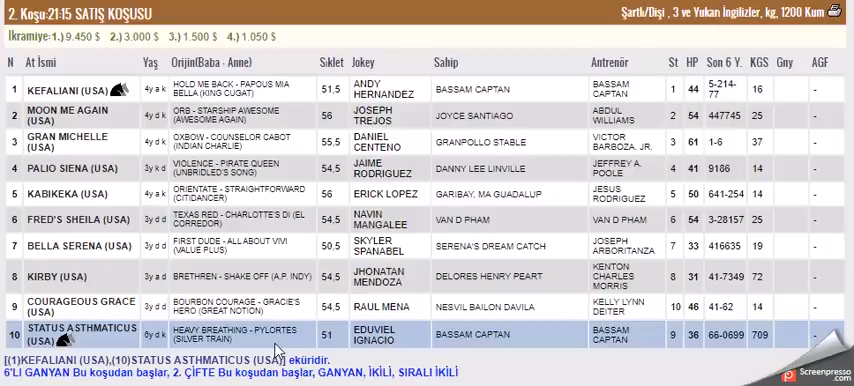 2. Koşu:21:15 SATIŞ KOŞUSU Şartlı/Dişi , 3 ve Yukarı İngilizler, kg, 1200 Kum
İkramiye:1.) 9.450 $ 2.) 3.000 $ 3.) 1.500 $ 4.) 1.050 $
N At İsmi Yaş Orijin(Baba - Anne) Sıklet Jokey Sahip Antrenör St HP Son 6 Y. KGS Gny AGF
1 KEFALIANI (USA) 4y a k HOLD ME BACK - PAPOUS MIA BELLA (KING CUGAT) 51,5 ANDY HERNANDEZ BASSAM CAPTAN BASSAM CAPTAN 1 44 5-214-77 16 -
2 MOON ME AGAIN (USA) 4y d k ORB - STARSHIP AWESOME (AWESOME AGAIN) 56 JOSEPH TREJOS JOYCE SANTIAGO ABDUL WILLIAMS 2 54 447745 25 -
3 GRAN MICHELLE (USA) 4y d k OXBOW - COUNSELOR CABOT (INDIAN CHARLIE) 55,5 DANIEL CENTENO GRANPOLLO STABLE VICTOR BARBOZA, JR. 3 61 1-6 37 -
4 PALIO SIENA (USA) 3y k d VIOLENCE - PIRATE QUEEN (UNBRIDLED'S SONG) 54,5 JAIME RODRIGUEZ DANNY LEE LINVILLE JEFFREY A. POOLE 4 41 9186 14 -
5 KABIKEKA (USA) 4y a k ORIENTATE - STRAIGHTFORWARD (CITIDANCER) 56 ERICK LOPEZ GARIBAY, MA GUADALUP JESUS RODRIGUEZ 5 50 641-254 14 -
6 FRED'S SHEILA (USA) 3y d d TEXAS RED - CHARLOTTE'S DI (EL CORREDOR) 54,5 NAVIN MANGALEE VAN D PHAM VAN D PHAM 6 54 3-28157 25 -
7 BELLA SERENA (USA) 3y d d FIRST DUDE - ALL ABOUT VIVI (VALUE PLUS) 50,5 SKYLER SPANABEL SERENA'S DREAM CATCH JOSEPH ARBORITANZA 7 33 416635 19 -
8 KIRBY (USA) 3y a d BRETHREN - SHAKE OFF (A.P. INDY) 54,5 JHONATAN MENDOZA DELORES HENRY PEART KENTON CHARLES MORRIS 8 31 41-7349 72 -
9 COURAGEOUS GRACE (USA) 3y d d BOURBON COURAGE - GRACIE'S HERO (GREAT NOTION) 54,5 RAUL MENA NESVIL BAILON DAVILA KELLY LYNN DEITER 10 46 41-62 14 -
10 STATUS ASTHMATICUS (USA) 6y d k HEAVY BREATHING - PYLORTES (SILVER TRAIN) 51 EDUVIEL IGNACIO BASSAM CAPTAN BASSAM CAPTAN 9 36 66-0699 709 -
[(1)KEFALIANI (USA),(10)STATUS ASTHMATICUS (USA)] eküridir.
6'LI GANYAN Bu koşudan başlar, 2. ÇİFTE Bu koşudan başlar, GANYAN, İKİLİ, SIRALI İKİLİ
Screenpresso